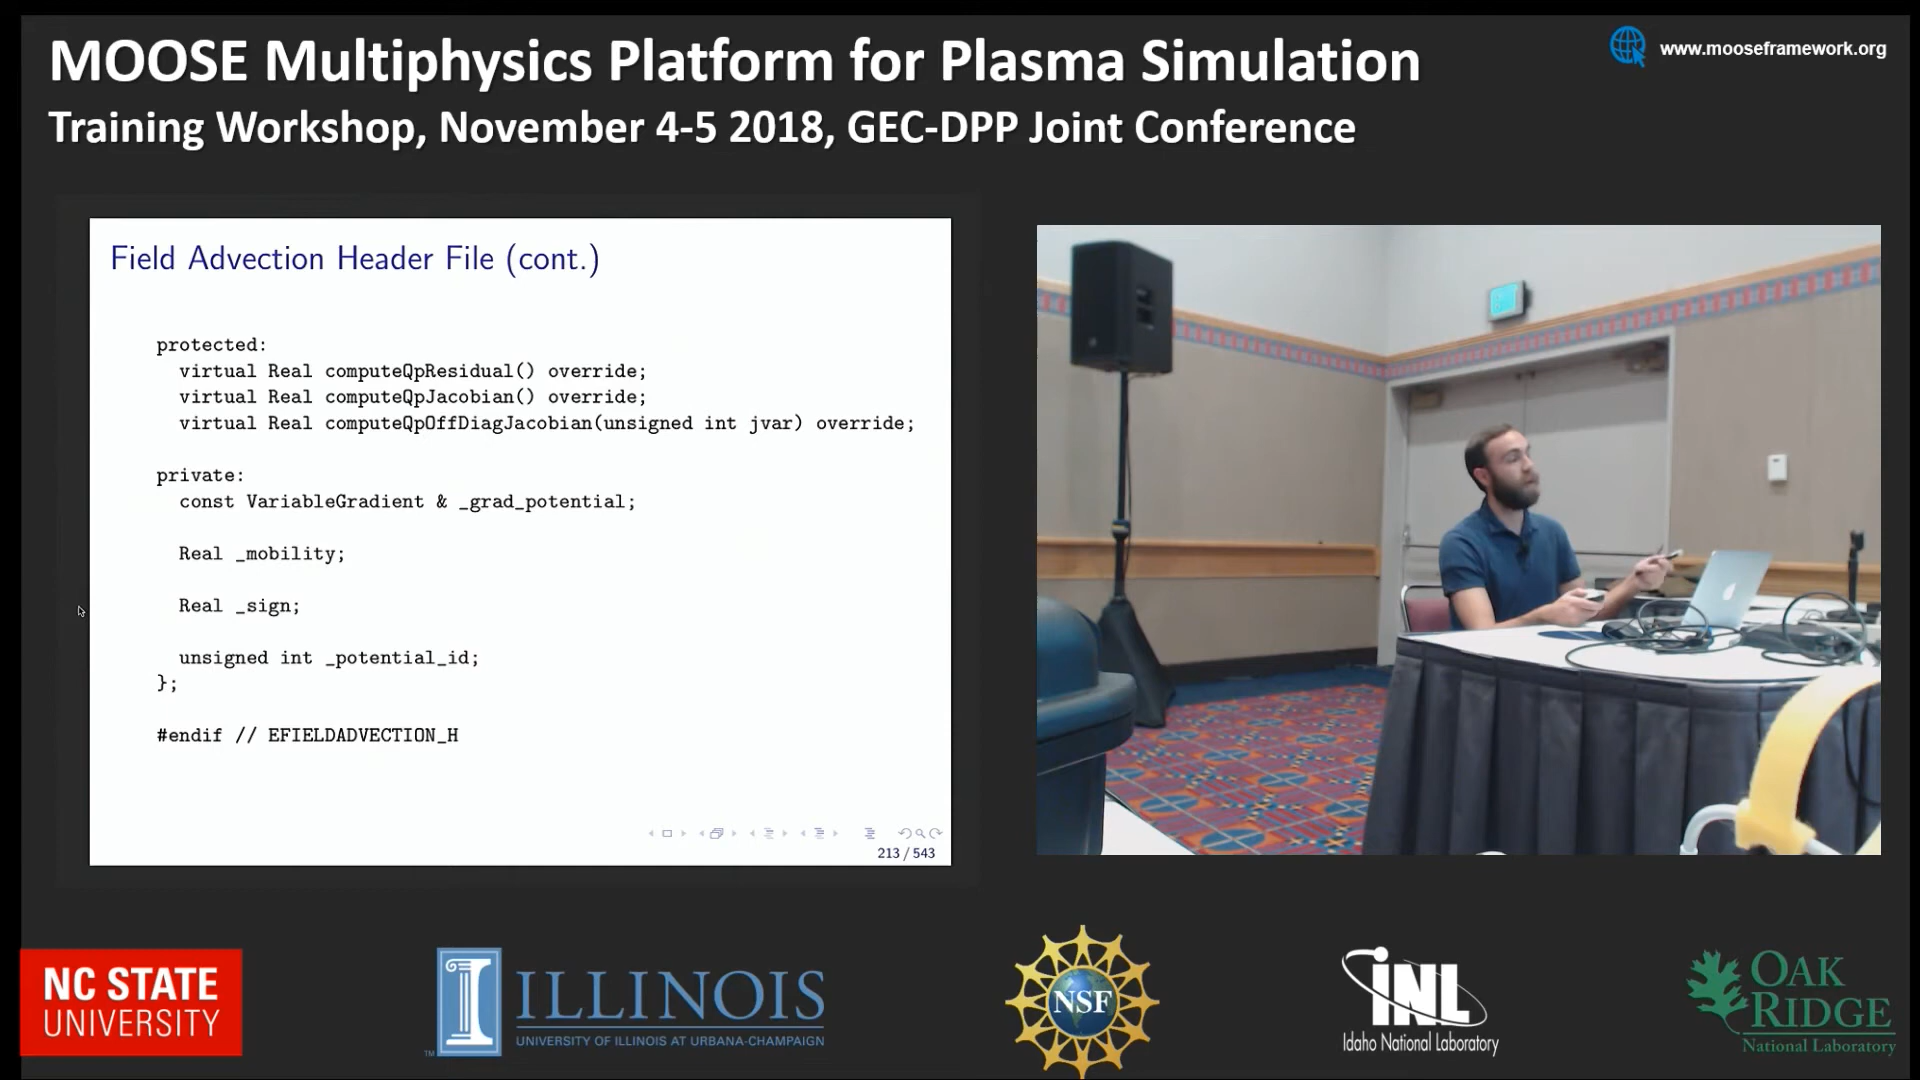 MOOSE Multiphysics Platform for Plasma Simulation
www.mooseframework.org
Training Workshop, November 4-5 2018, GEC-DPP Joint Conference
Field Advection Header File (cont.)
protected:
virtual Real computeQpResidual() override;
virtual Real computeQpJacobian() override;
virtual Real computeQpOffDiagJacobian(unsigned int jvar) override;
private:
const VariableGradient & _grad_potential;
Real _mobility;
Real _sign;
unsigned int _potential_id;
};
#endif // EFIELDADVECTION_H
213 / 543
NC STATE
UNIVERSITY
I ILLINOIS
UNIVERSITY OF ILLINOIS AT URBANA-CHAMPAIGN
TM
NSF
INL
Idaho National Laboratory
OAK
RIDGE
National Laboratory